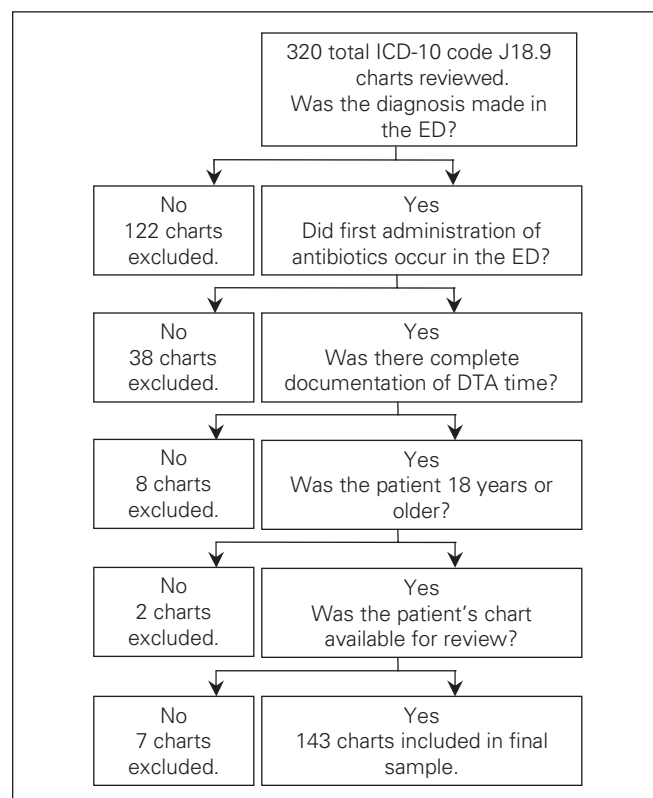 320 total ICD-10 code J18.9
charts reviewed.
Was the diagnosis made in
the ED?
No
122 charts
excluded.
Yes
Did first administration of
antibiotics occur in the ED?
No
38 charts
excluded.
Yes
Was there complete
documentation of DTA time?
No
8 charts
excluded.
Yes
Was the patient 18 years or
older?
No
2 charts
excluded.
Yes
Was the patient's chart
available for review?
No
7 charts
excluded.
Yes
143 charts included in final
sample.